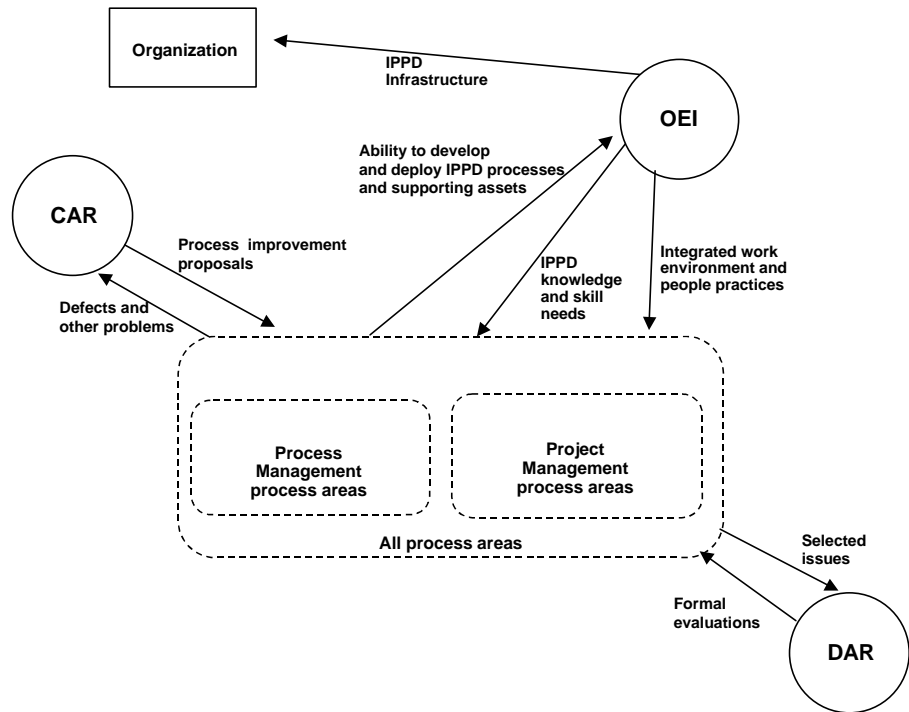 Organization
IPPD
Infrastructure
OEI
Ability to develop
and deploy IPPD processes
and supporting assets
CAR
Process improvement
proposals
IPPD
knowledge
and skill
needs
Integrated work
environment and
people practices
Defects and
other problems
Process
Management
process areas
Project
Management
process areas
All process areas
Selected
issues
Formal
evaluations
DAR